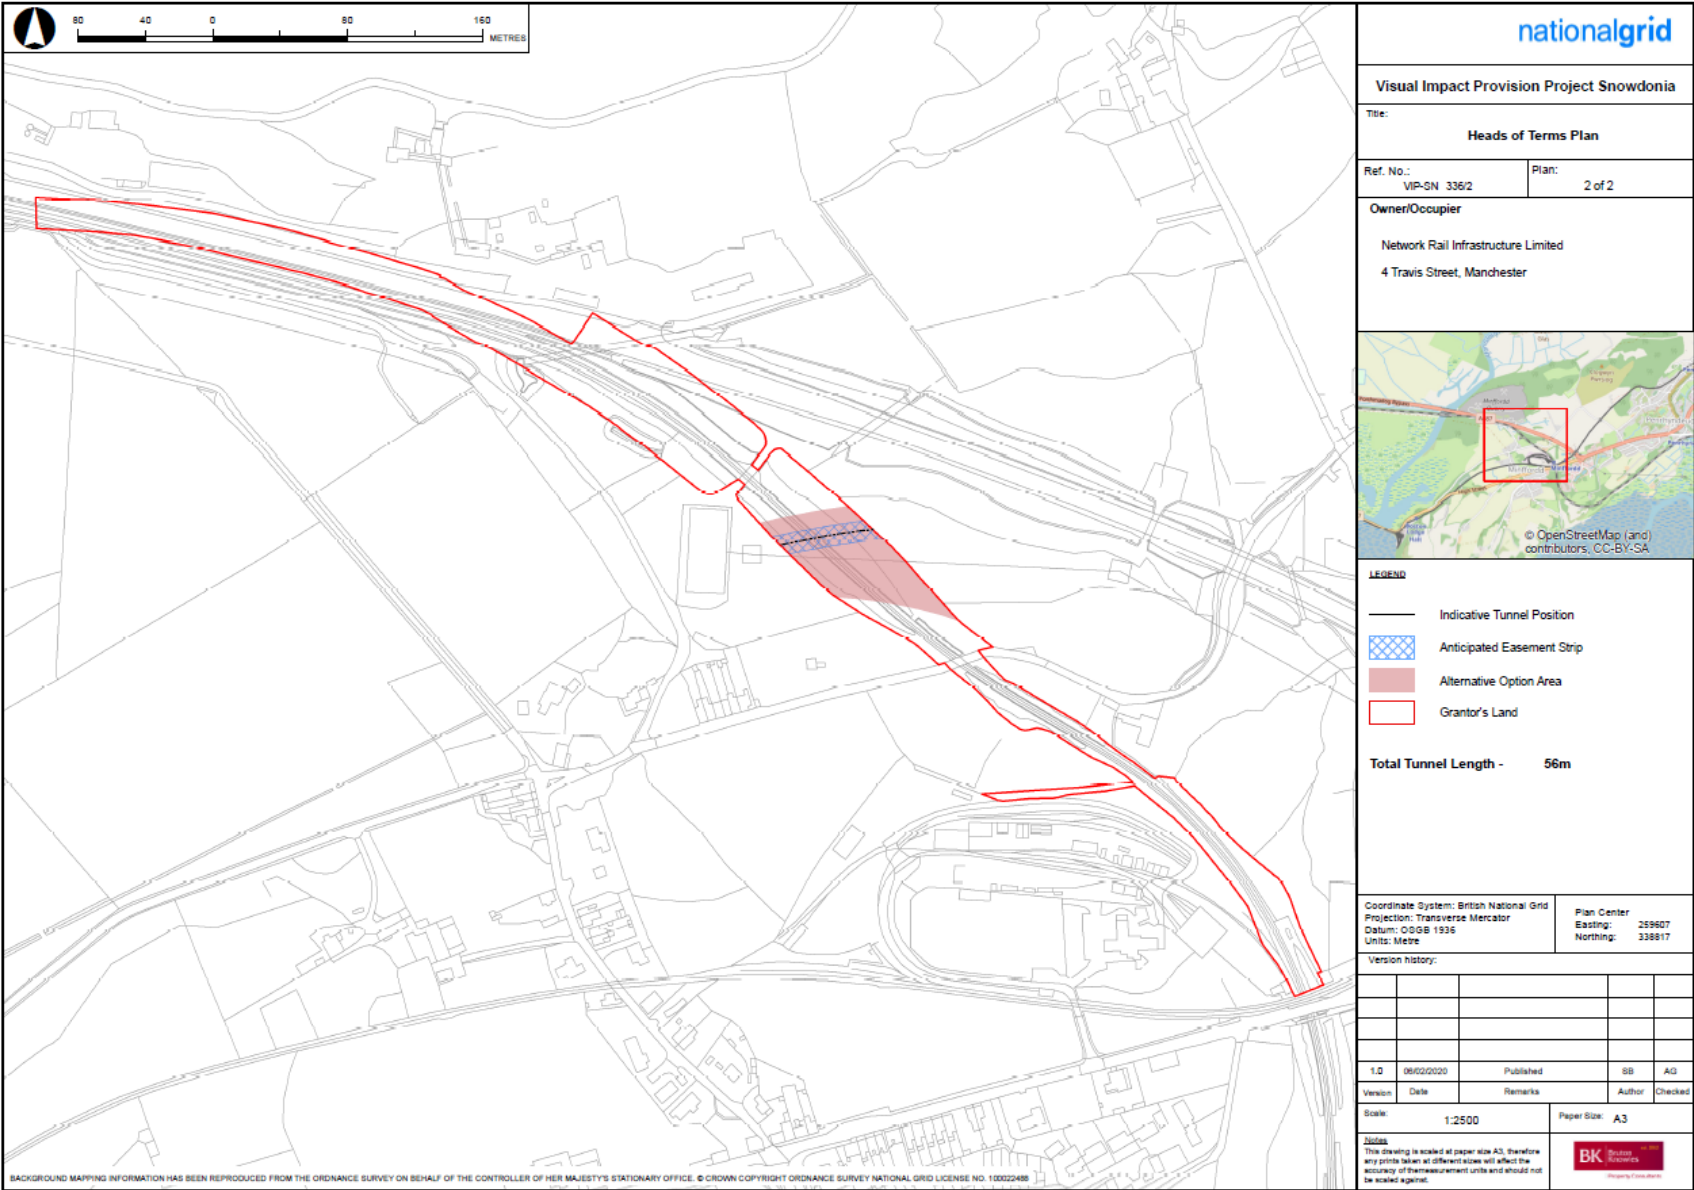 80 40 0 80 160
METRES
nationalgrid
Visual Impact Provision Project Snowdonia
Title:
Heads of Terms Plan
Ref. No.:
VIP-SN 336/2
Plan:
2 of 2
Owner/Occupier
Network Rail Infrastructure Limited
4 Travis Street, Manchester
© OpenStreetMap (and)
contributors, CC-BY-SA
LEGEND
Indicative Tunnel Position
Anticipated Easement Strip
Alternative Option Area
Grantor's Land
Total Tunnel Length - 56m
Coordinate System: British National Grid
Projection: Transverse Mercator
Datum: OSGB 1936
Units: Metre
Plan Center
Easting: 259607
Northing: 338817
Version history:
1.0 06/02/2020 Published SB AG
Version Date Remarks Author Checked
Scale:
1:2500
Paper Size: A3
Notes
This drawing is scaled at paper size A3, therefore
any prints taken at different sizes will affect the
accuracy of themeasurement units and should not
be scaled against.
BK Bruton
Knowles
Property Consultants
BACKGROUND MAPPING INFORMATION HAS BEEN REPRODUCED FROM THE ORDNANCE SURVEY ON BEHALF OF THE CONTROLLER OF HER MAJESTY'S STATIONARY OFFICE. © CROWN COPYRIGHT ORDNANCE SURVEY NATIONAL GRID LICENSE NO. 100022488